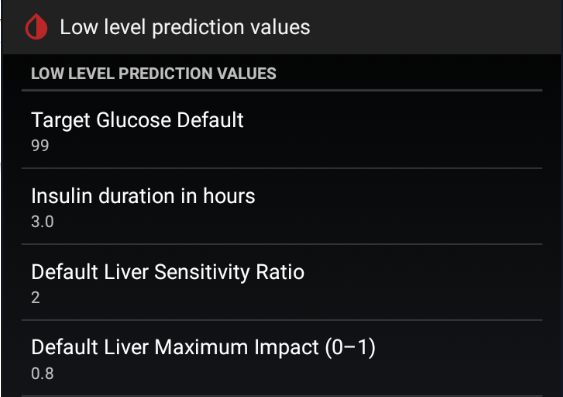 Low level prediction values
LOW LEVEL PREDICTION VALUES
Target Glucose Default
99
Insulin duration in hours
3.0
Default Liver Sensitivity Ratio
2
Default Liver Maximum Impact (0–1)
0.8